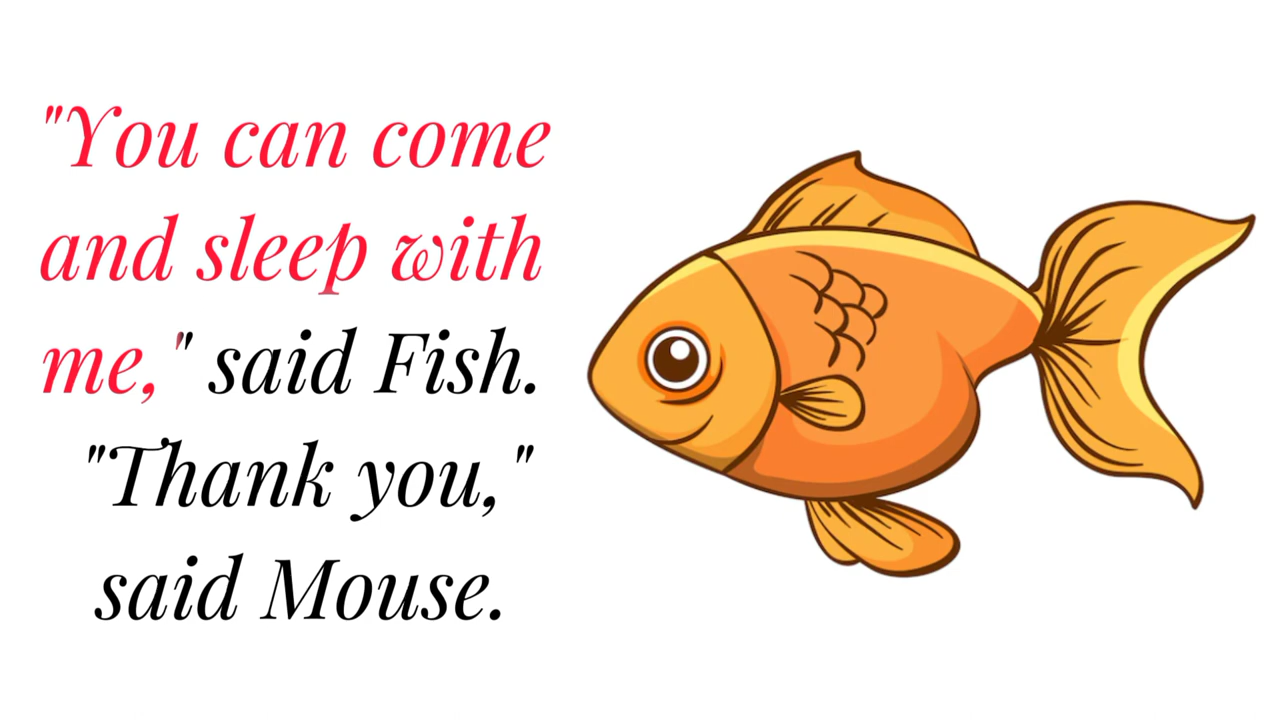 "You can come
and sleep with
me," said Fish.
"Thank you,"
said Mouse.